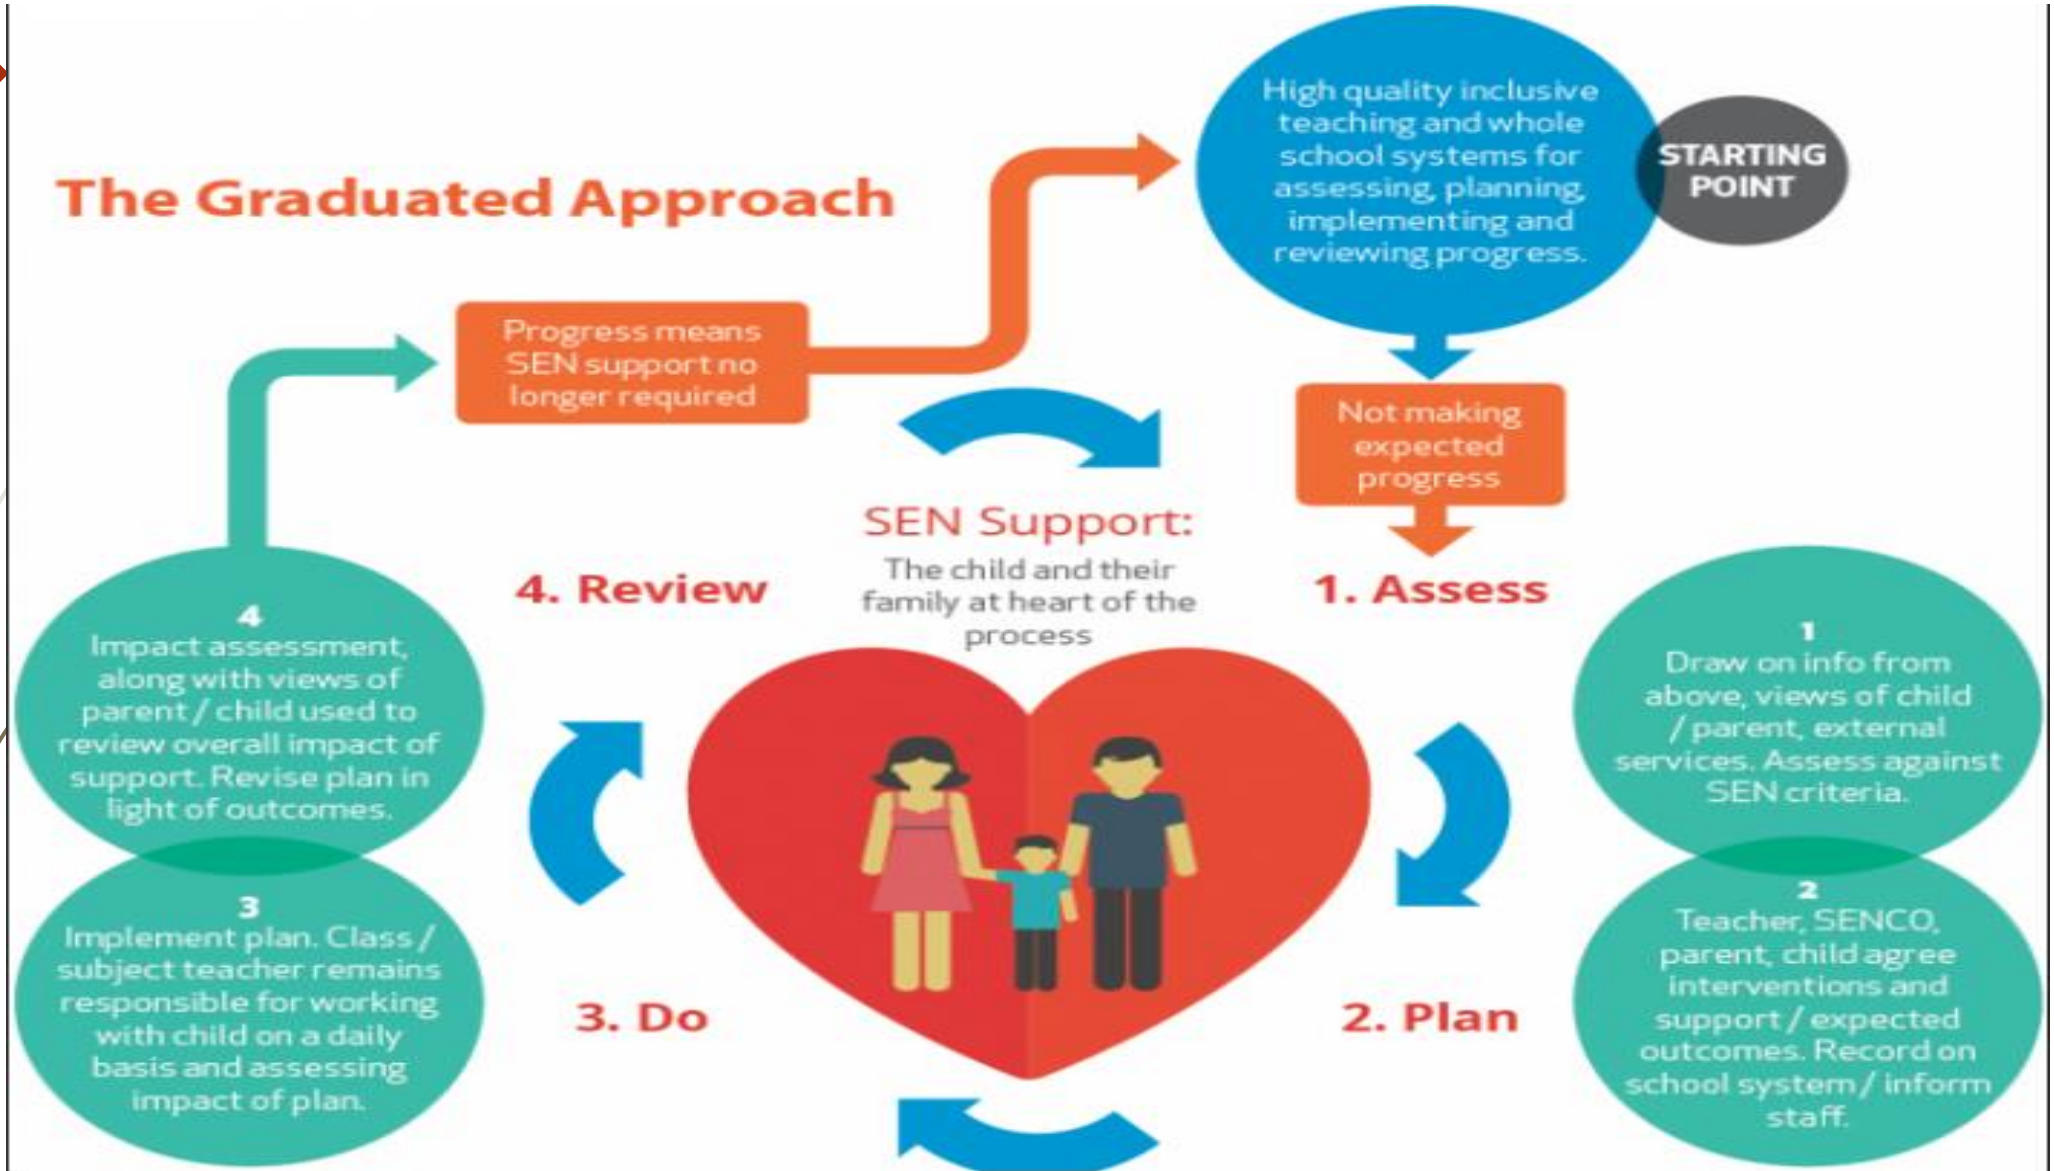 The Graduated Approach
High quality inclusive
teaching and whole
school systems for
assessing, planning,
implementing and
reviewing progress.
STARTING
POINT
Progress means
SEN support no
longer required
Not making
expected
progress
SEN Support:
The child and their
family at heart of the
process
4. Review
1. Assess
4
Impact assessment,
along with views of
parent / child used to
review overall impact of
support. Revise plan in
light of outcomes.
1
Draw on info from
above, views of child
/ parent, external
services. Assess against
SEN criteria.
3
Implement plan. Class /
subject teacher remains
responsible for working
with child on a daily
basis and assessing
impact of plan.
3. Do
2. Plan
2
Teacher, SENCO,
parent, child agree
interventions and
support / expected
outcomes. Record on
school system / inform
staff.